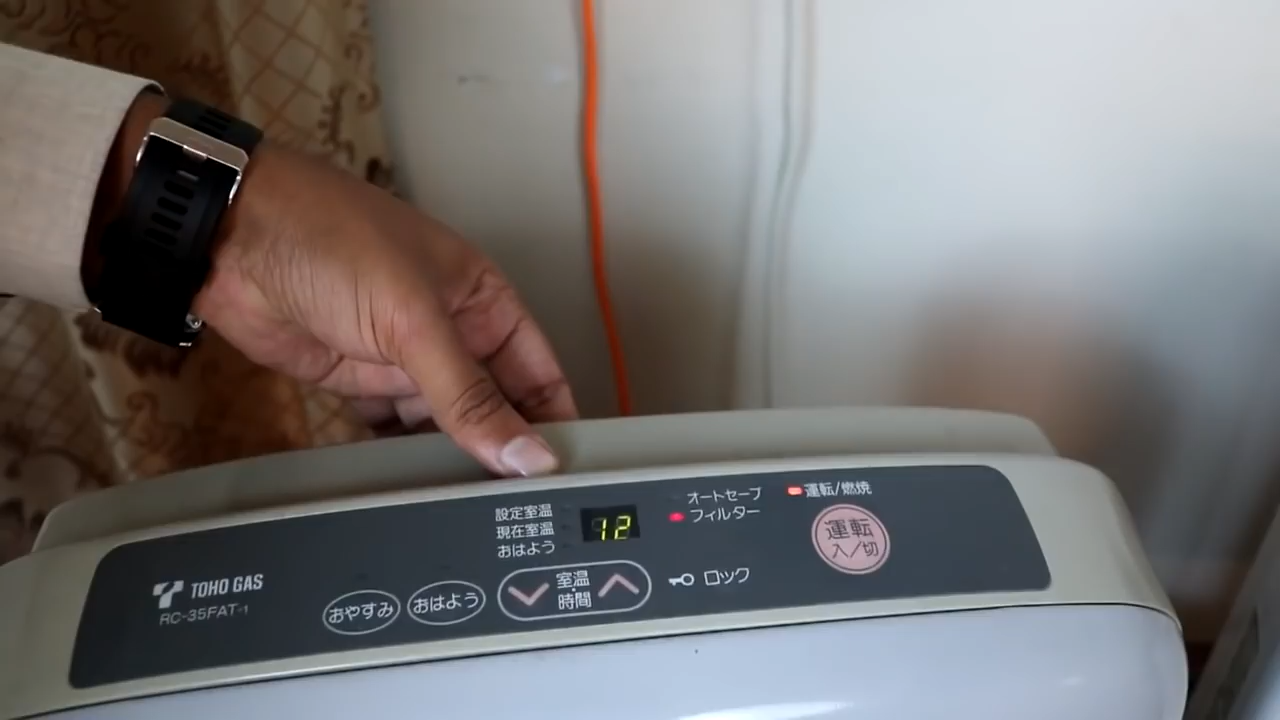 TOHO GAS
RC-35FAT-1
おやすみ
おはよう
設定室温
現在室温
おはよう
12
室温
時間
オートセーブ
フィルター
ロック
運転/燃焼
運転
入/切